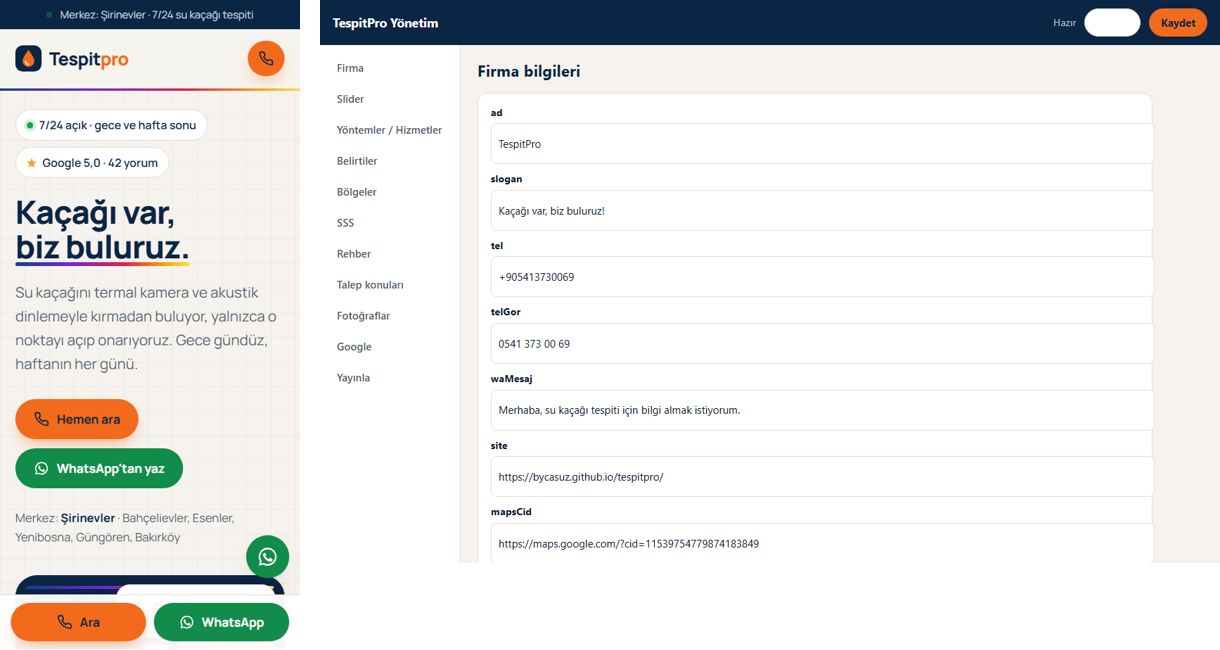 Merkez: Şirinevler · 7/24 su kaçağı tespiti
Tespitpro
7/24 açık · gece ve hafta sonu
Google 5,0 · 42 yorum
Kaçağı var,
biz buluruz.
Su kaçağını termal kamera ve akustik
dinlemeyle kırmadan buluyor, yalnızca o
noktayı açıp onarıyoruz. Gece gündüz,
haftanın her günü.
Hemen ara
WhatsApp'tan yaz
Merkez: Şirinevler · Bahçelievler, Esenler,
Yenibosna, Güngören, Bakırköy
Ara
WhatsApp
TespitPro Yönetim
Hazır
Kaydet
Firma
Slider
Yöntemler / Hizmetler
Belirtiler
Bölgeler
SSS
Rehber
Talep konuları
Fotoğraflar
Google
Yayınla
Firma bilgileri
ad
TespitPro
slogan
Kaçağı var, biz buluruz!
tel
+905413730069
telGor
0541 373 00 69
waMesaj
Merhaba, su kaçağı tespiti için bilgi almak istiyorum.
site
https://bycasuz.github.io/tespitpro/
mapsCid
https://maps.google.com/?cid=11539754779874183849